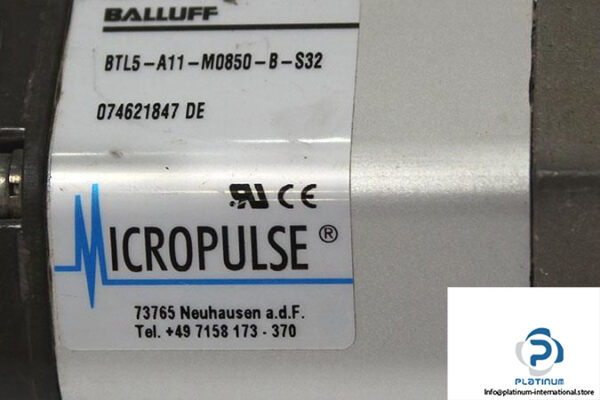 BALLUFF
BTL5-A11-M0850-B-S32
074621847 DE
RU CE
MICROPULSE ®
73765 Neuhausen a.d.F.
Tel. +49 7158 173 - 370
PLATINUM
Info@platinum-international.store